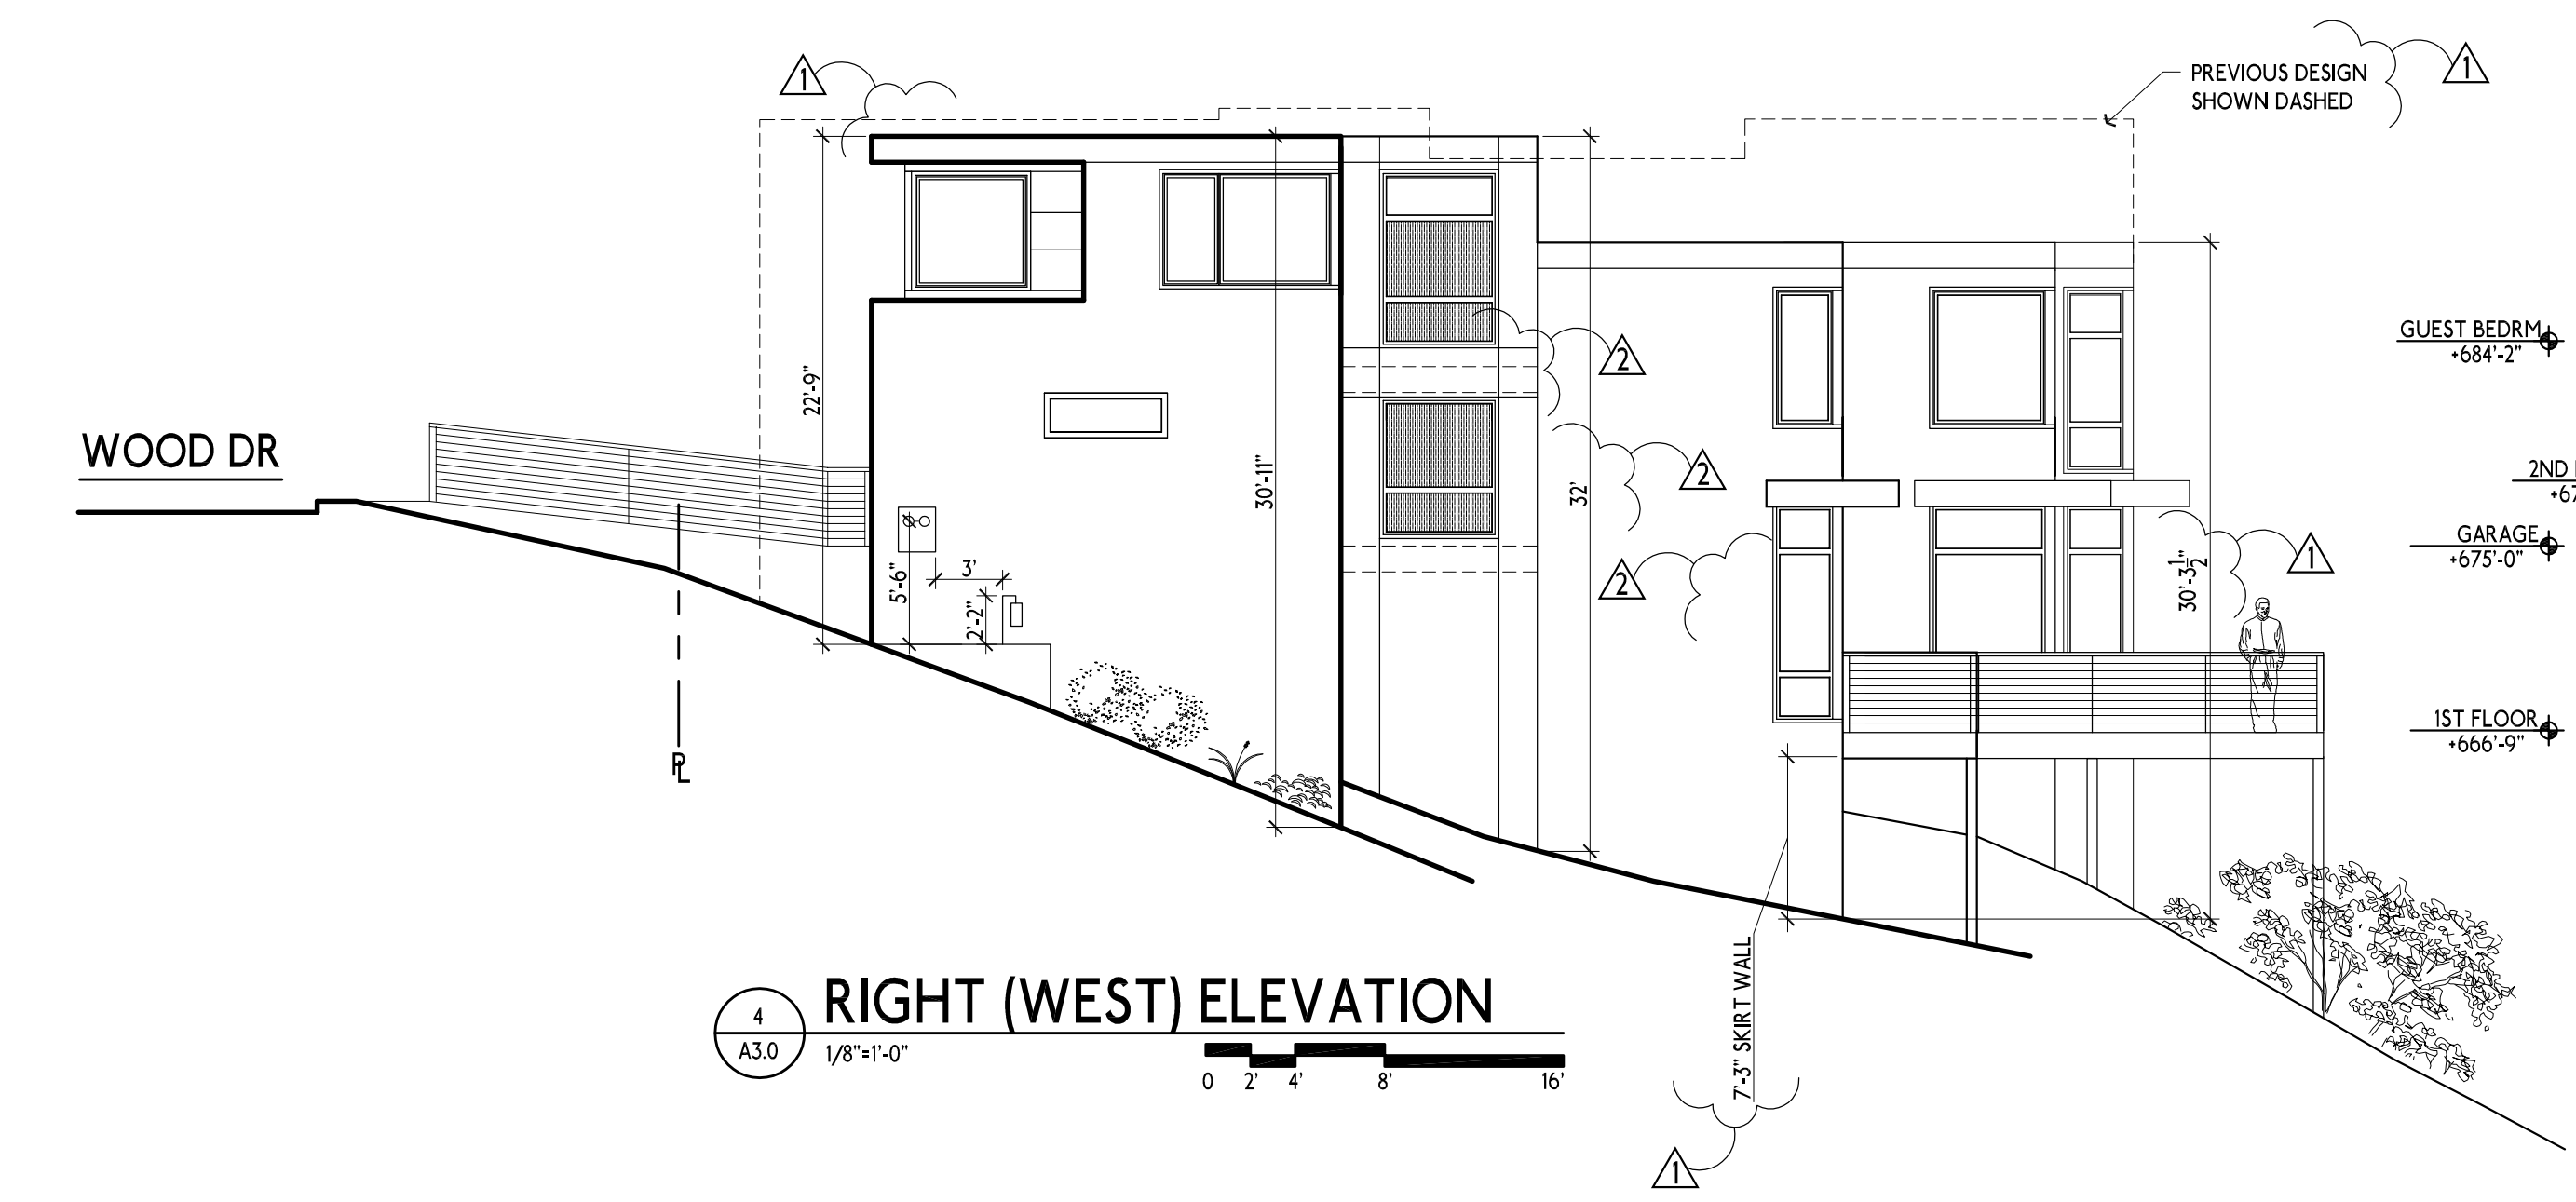 1
1
PREVIOUS DESIGN
SHOWN DASHED
GUEST BEDRM
+684'-2"
2
22'-9"
WOOD DR
2
2ND
30'-11"
32'
GARAGE
+675'-0"
1
30'-3 1/2"
2
5'-6"
3'
2'-2"
1ST FLOOR
+666'-9"
PL
7'-3" SKIRT WALL
4
A3.0
RIGHT (WEST) ELEVATION
1/8"=1'-0"
0 2' 4' 8' 16'
1